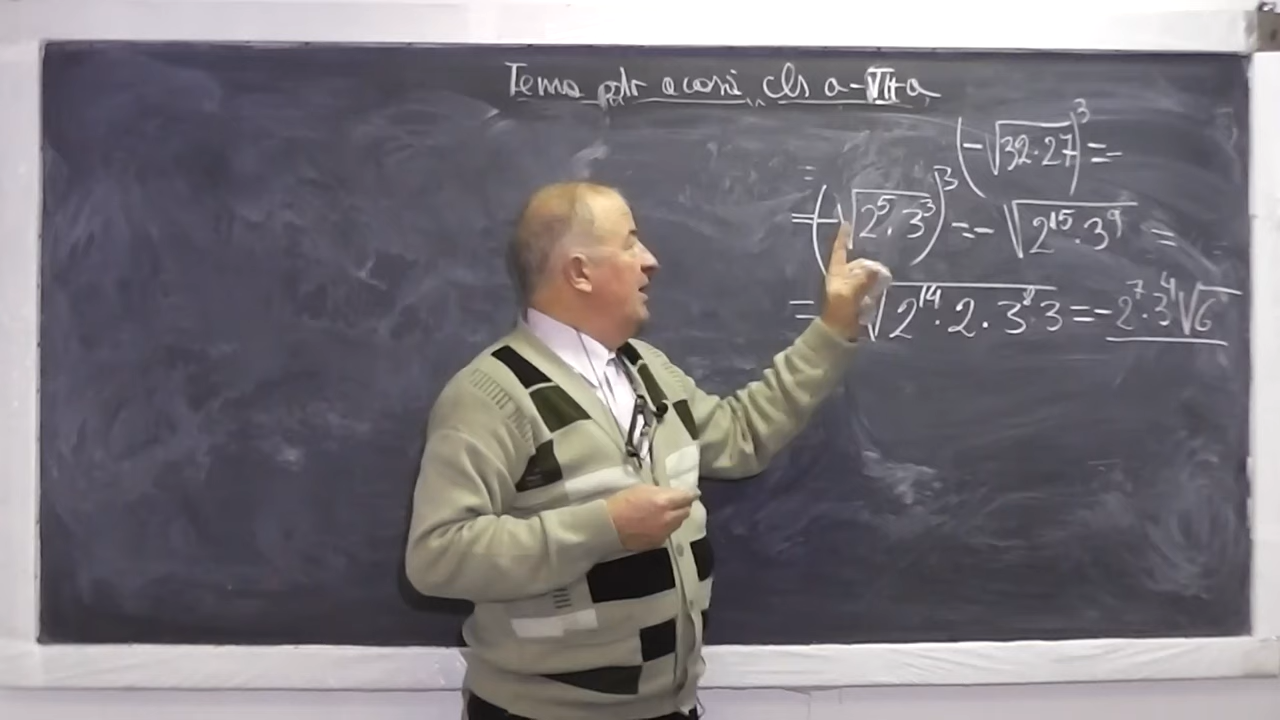 Tema ptr acasă cls a-VII-a
(-√32·27)³ = -
= (-√2⁵·3³)³ = - √2¹⁵·3⁹ =
= √2¹⁴·2·3⁸·3 = -2⁷·3⁴√6